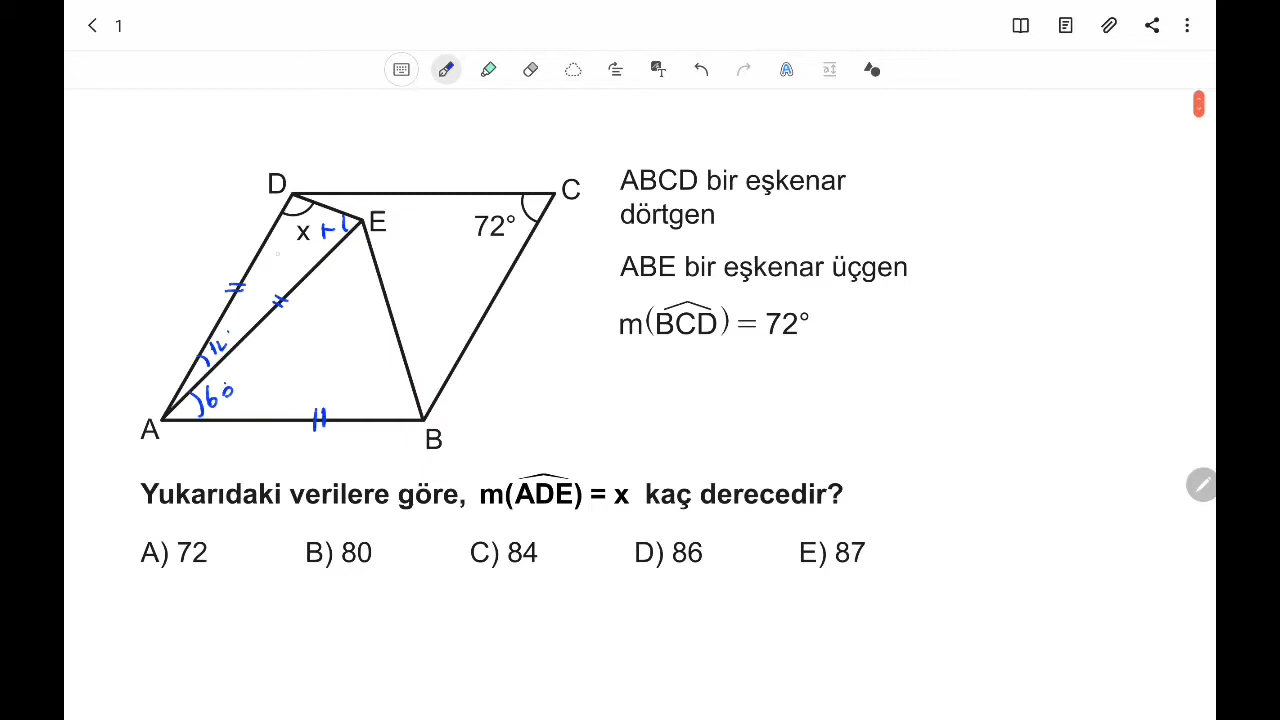 1
D
C
x
E
72°
12°
60°
A
B
ABCD bir eşkenar
dörtgen
ABE bir eşkenar üçgen
m(BCD) = 72°
Yukarıdaki verilere göre, m(ADE) = x kaç derecedir?
A) 72 B) 80 C) 84 D) 86 E) 87